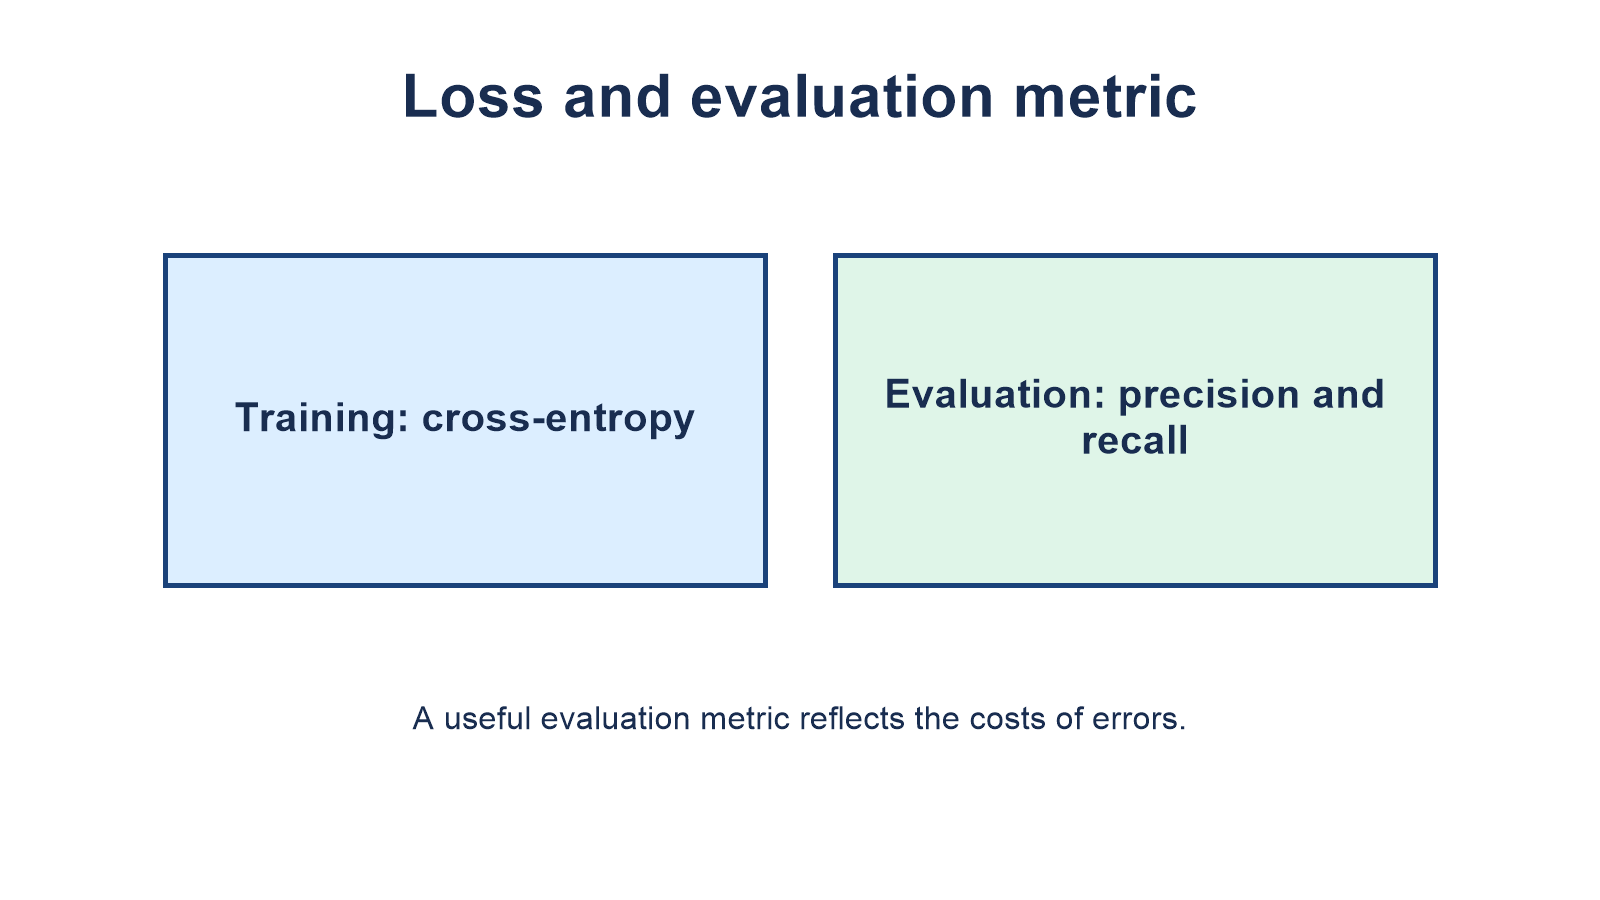 Loss and evaluation metric
Training: cross-entropy
Evaluation: precision and
recall
A useful evaluation metric reflects the costs of errors.